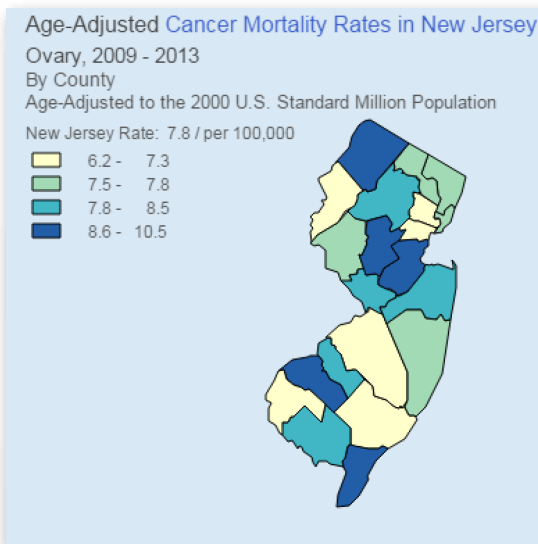 Age-Adjusted Cancer Mortality Rates in New Jersey
Ovary, 2009 - 2013
By County
Age-Adjusted to the 2000 U.S. Standard Million Population
New Jersey Rate: 7.8 / per 100,000
6.2 - 7.3
7.5 - 7.8
7.8 - 8.5
8.6 - 10.5